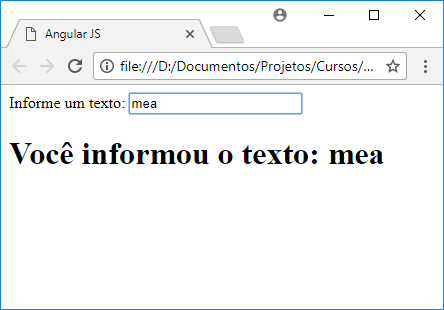 Angular JS
file:///D:/Documentos/Projetos/Cursos/...
Informe um texto: mea
Você informou o texto: mea